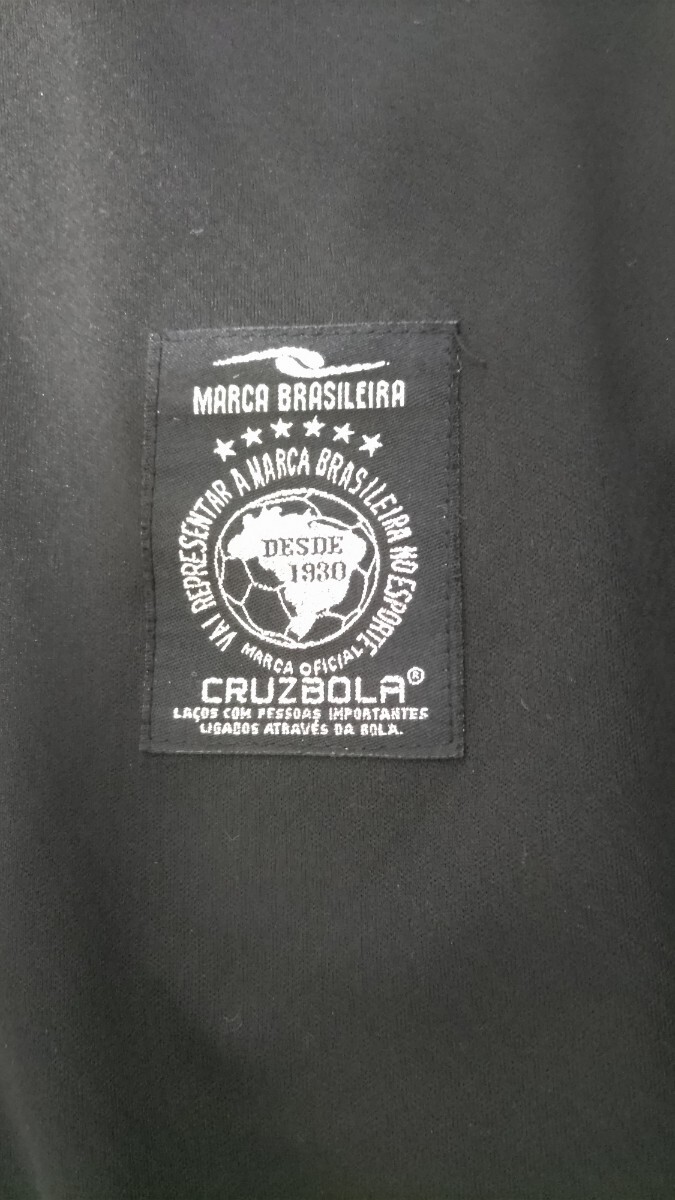 MARCA BRASILEIRA
VAI REPRESENTAR A MARCA BRASILEIRA NO ESPORTE
DESDE
1930
MARCA OFICIAL
CRUZBOLA®
LAÇOS COM PESSOAS IMPORTANTES
LIGADOS ATRAVÉS DA BOLA.